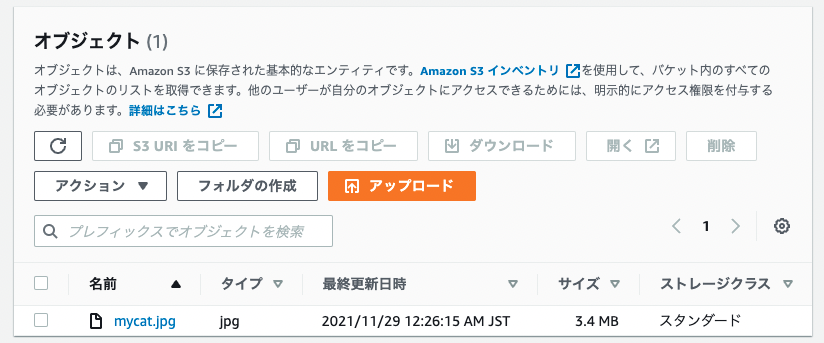 オブジェクト (1)
オブジェクトは、Amazon S3 に保存された基本的なエンティティです。Amazon S3 インベントリ を使用して、バケット内のすべての
オブジェクトのリストを取得できます。他のユーザーが自分のオブジェクトにアクセスできるためには、明示的にアクセス権限を付与する
必要があります。詳細はこちら
S3 URI をコピー URL をコピー ダウンロード 開く 削除
アクション フォルダの作成 アップロード
プレフィックスでオブジェクトを検索 1
名前 タイプ 最終更新日時 サイズ ストレージクラス
mycat.jpg jpg 2021/11/29 12:26:15 AM JST 3.4 MB スタンダード